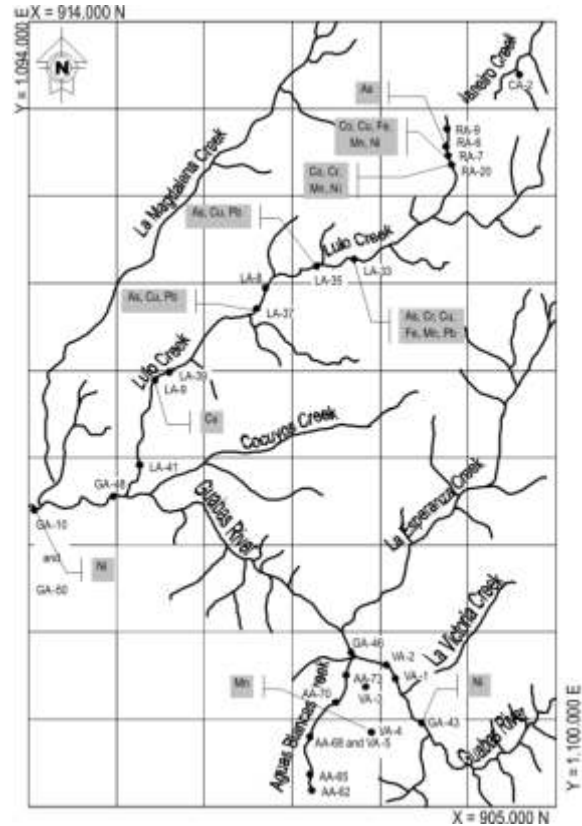 X = 914.000 N
Y = 1.094.000 E
N
Janeiro Creek
CA-2
As
RA-9
Co, Cu, Fe,
Mn, Ni
RA-6
RA-7
Co, Cr,
Mn, Ni
RA-20
La Magdalena Creek
As, Cu, Pb
Lulo Creek
LA-8
LA-35
LA-33
As, Cu, Pb
LA-37
As, Cr, Cu,
Fe, Mn, Pb
Lulo Creek
LA-39
LA-9
Cocuyos Creek
LA-41
GA-48
Guabas River
La Esperanza Creek
GA-10
and
GA-50
Ni
La Victoria Creek
GA-46
VA-2
Mn
AA-72
VA-1
AA-70
VA-3
Ni
Aguas Blancas Creek
VA-4
GA-43
AA-68 and VA-5
Guabas River
AA-65
AA-62
Y = 1.100.000 E
X = 905.000 N